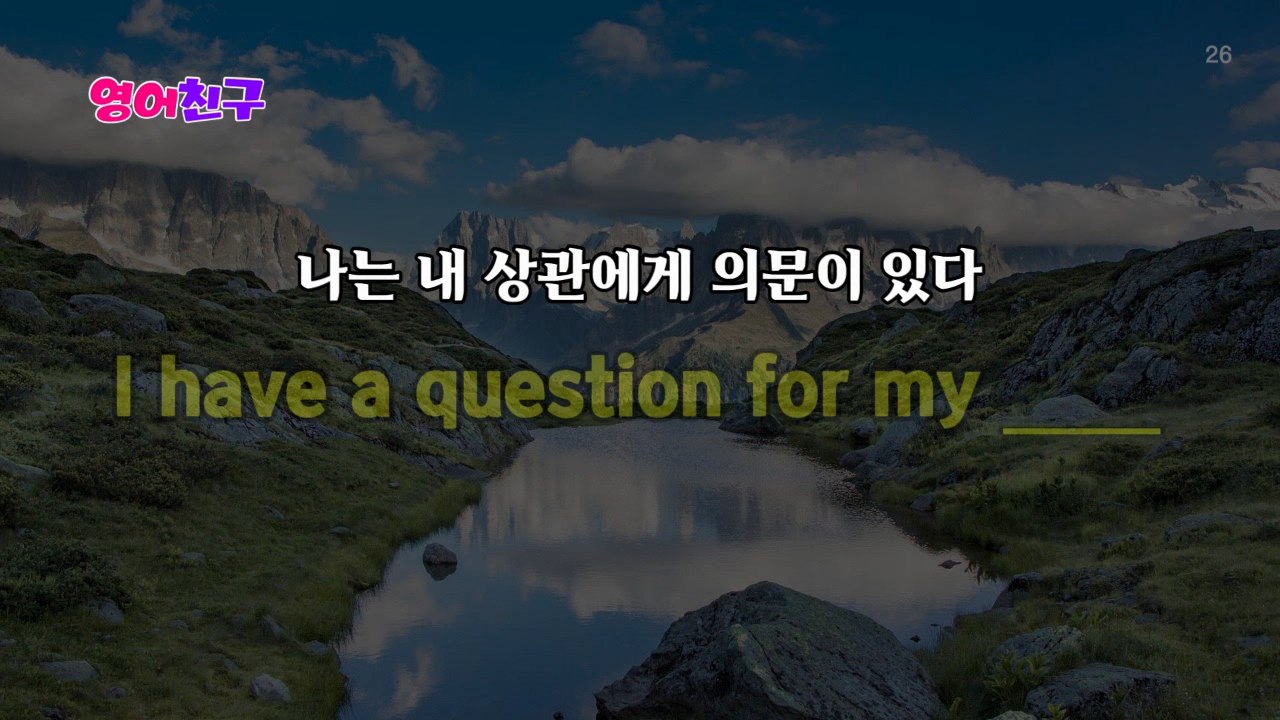 26
영어친구
나는 내 상관에게 의문이 있다
I have a question for my _____